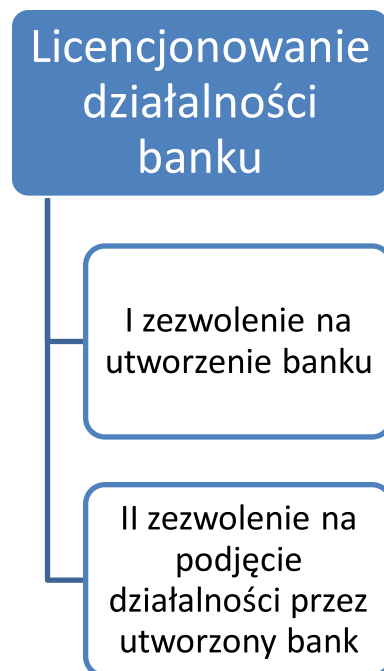 Licencjonowanie
działalności
banku
I zezwolenie na
utworzenie banku
II zezwolenie na
podjęcie
działalności przez
utworzony bank